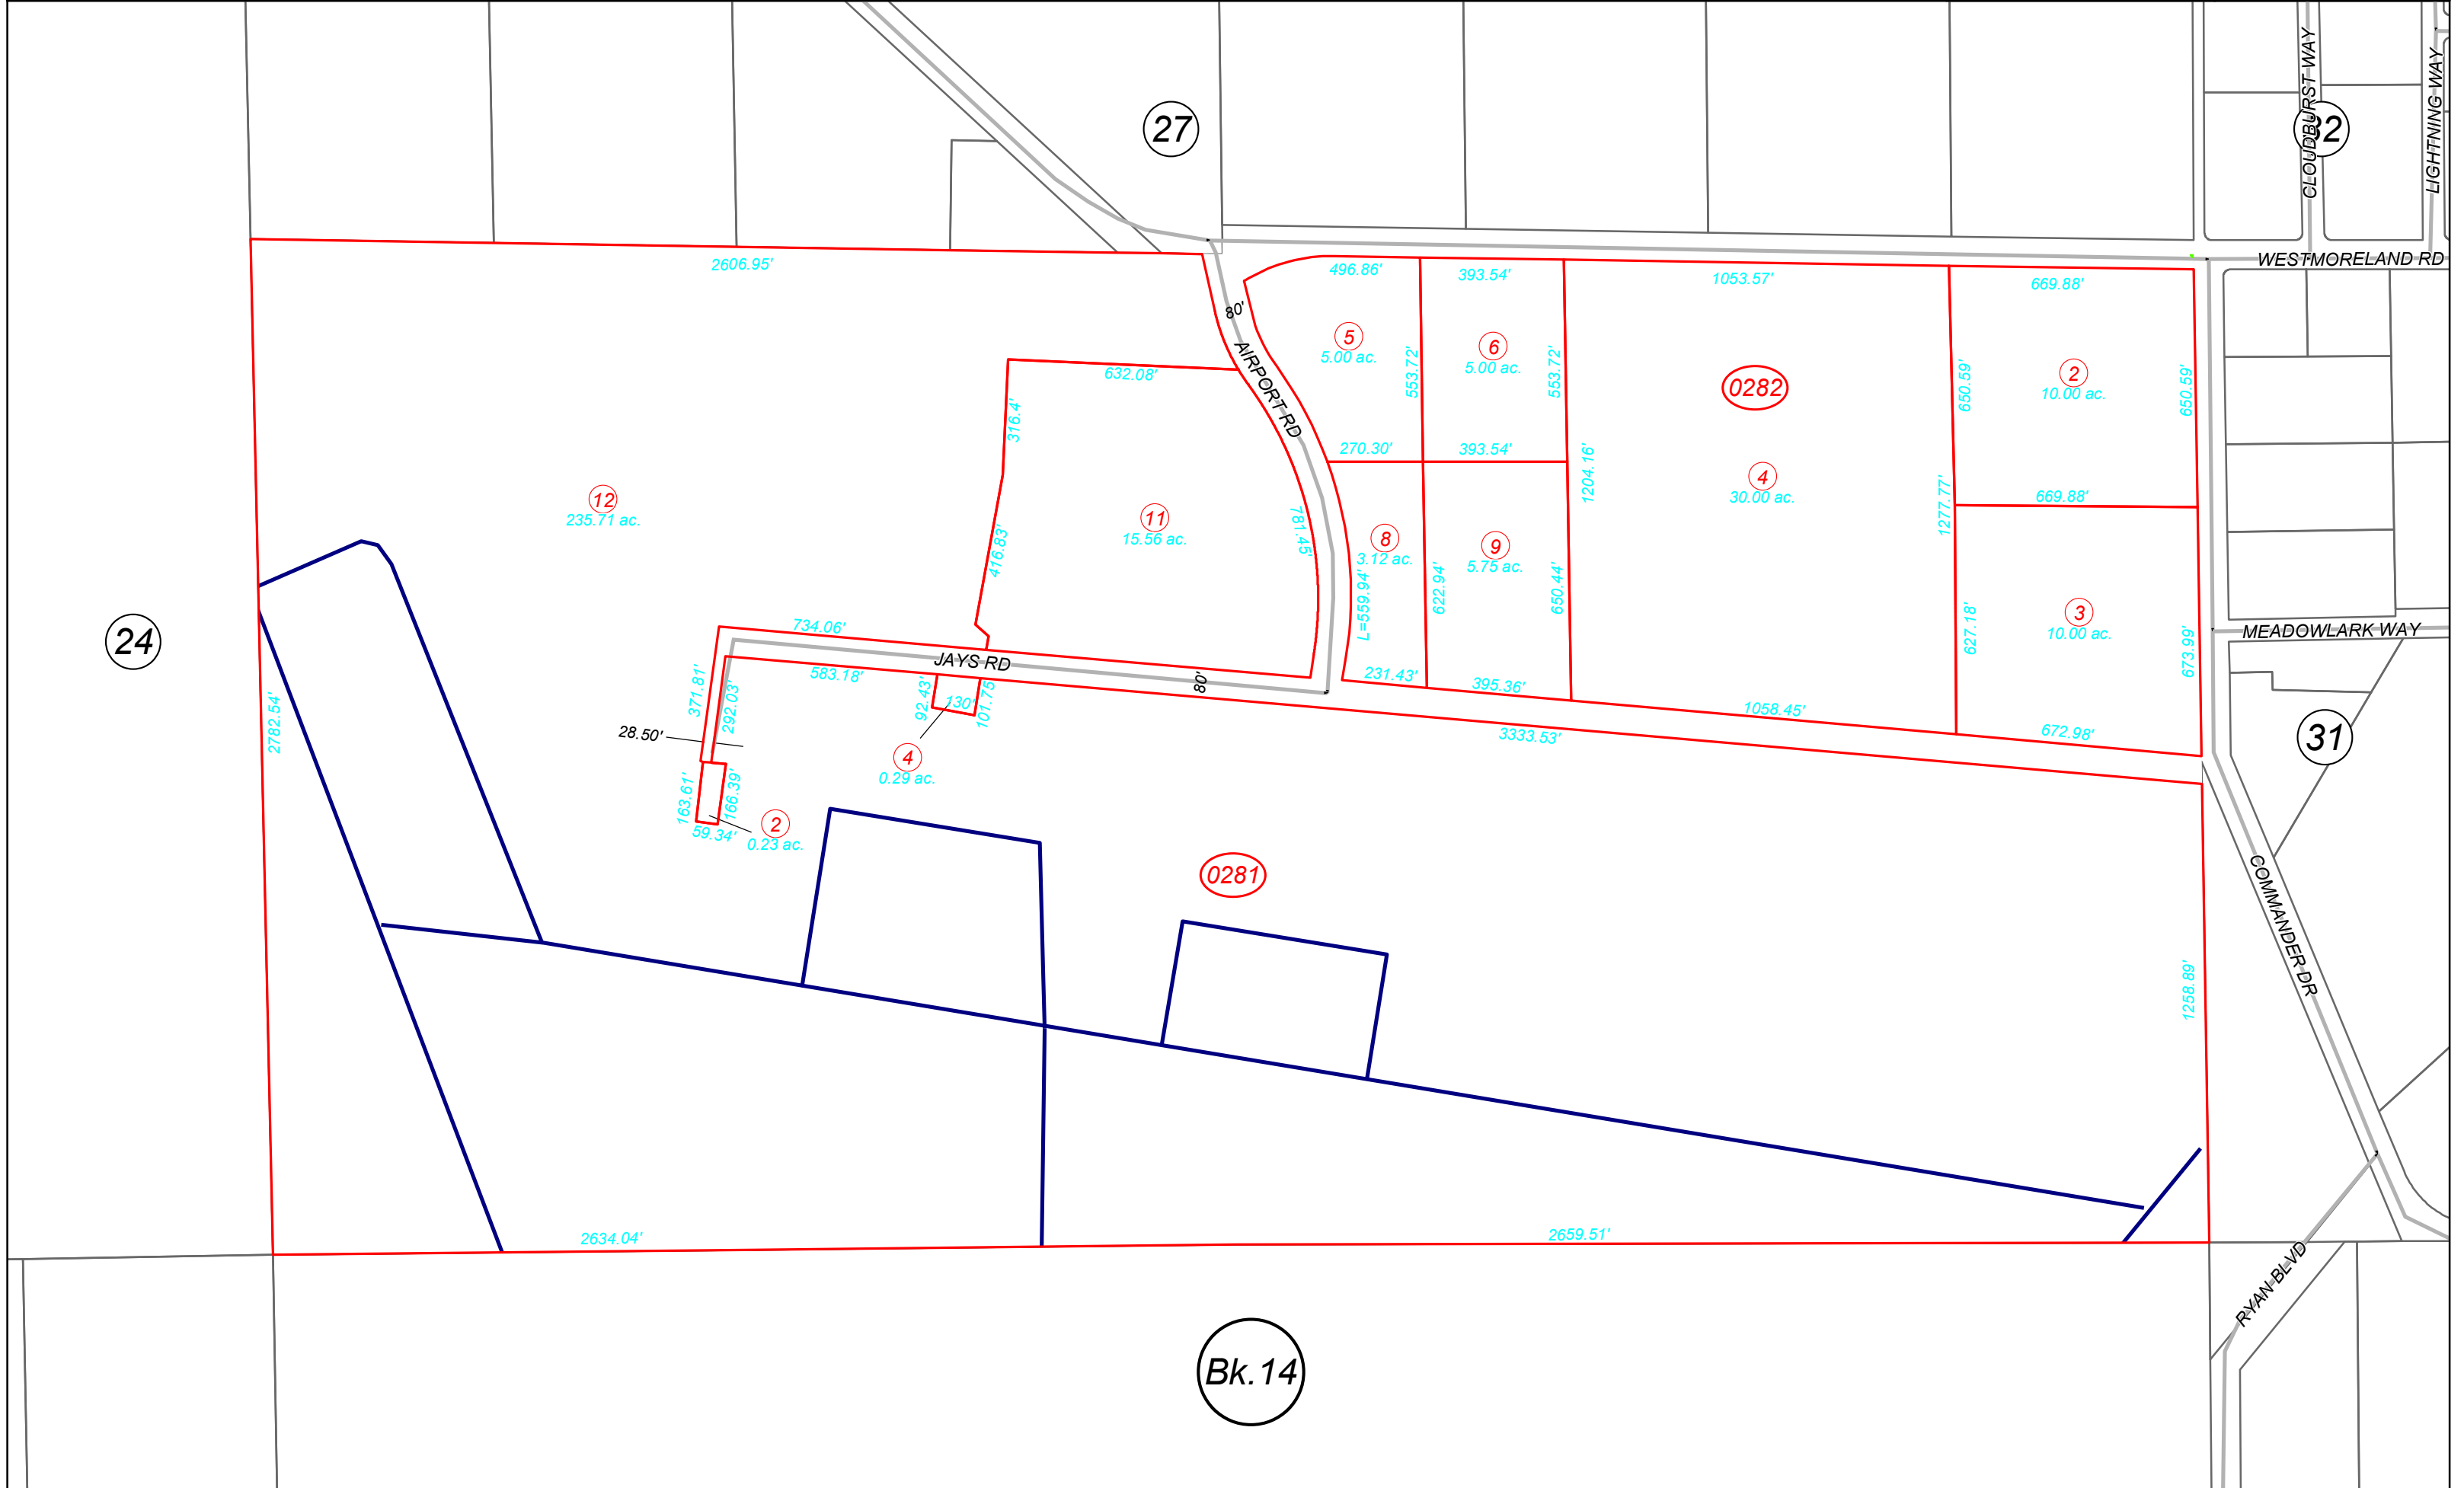 CLOUDBURST WAY
LIGHTNING WAY
27
32
WESTMORELAND RD
2606.95'
496.86'
393.54'
1053.57'
669.88'
80'
AIRPORT RD
5
5.00 ac.
6
5.00 ac.
553.72'
553.72'
0282
650.59'
2
10.00 ac.
650.59'
632.08'
316.4'
270.30'
393.54'
1204.16'
4
30.00 ac.
1277.77'
669.88'
12
235.71 ac.
11
15.56 ac.
416.83'
781.45'
8
3.12 ac.
L=559.94'
622.94'
9
5.75 ac.
650.44'
627.18'
3
10.00 ac.
673.99'
24
2782.54'
734.06'
JAYS RD
80'
MEADOWLARK WAY
371.81'
292.03'
583.18'
92.43'
130'
101.75'
231.43'
395.36'
1058.45'
672.98'
3333.53'
31
28.50'
4
0.29 ac.
163.61'
166.39'
59.34'
2
0.23 ac.
0281
COMMANDER DR
1258.89'
2634.04'
2659.51'
RYAN BLVD
Bk.14